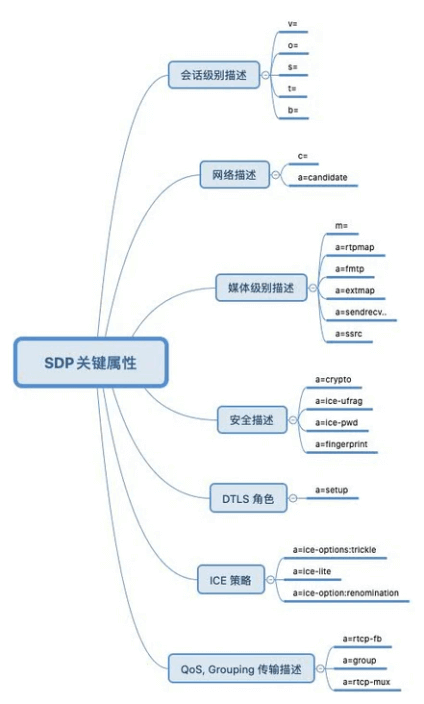 SDP关键属性
会话级别描述
v=
o=
s=
t=
b=
网络描述
c=
a=candidate
媒体级别描述
m=
a=rtpmap
a=fmtp
a=extmap
a=sendrecv..
a=ssrc
安全描述
a=crypto
a=ice-ufrag
a=ice-pwd
a=fingerprint
DTLS 角色
a=setup
ICE 策略
a=ice-options:trickle
a=ice-lite
a=ice-option:renomination
QoS, Grouping 传输描述
a=rtcp-fb
a=group
a=rtcp-mux